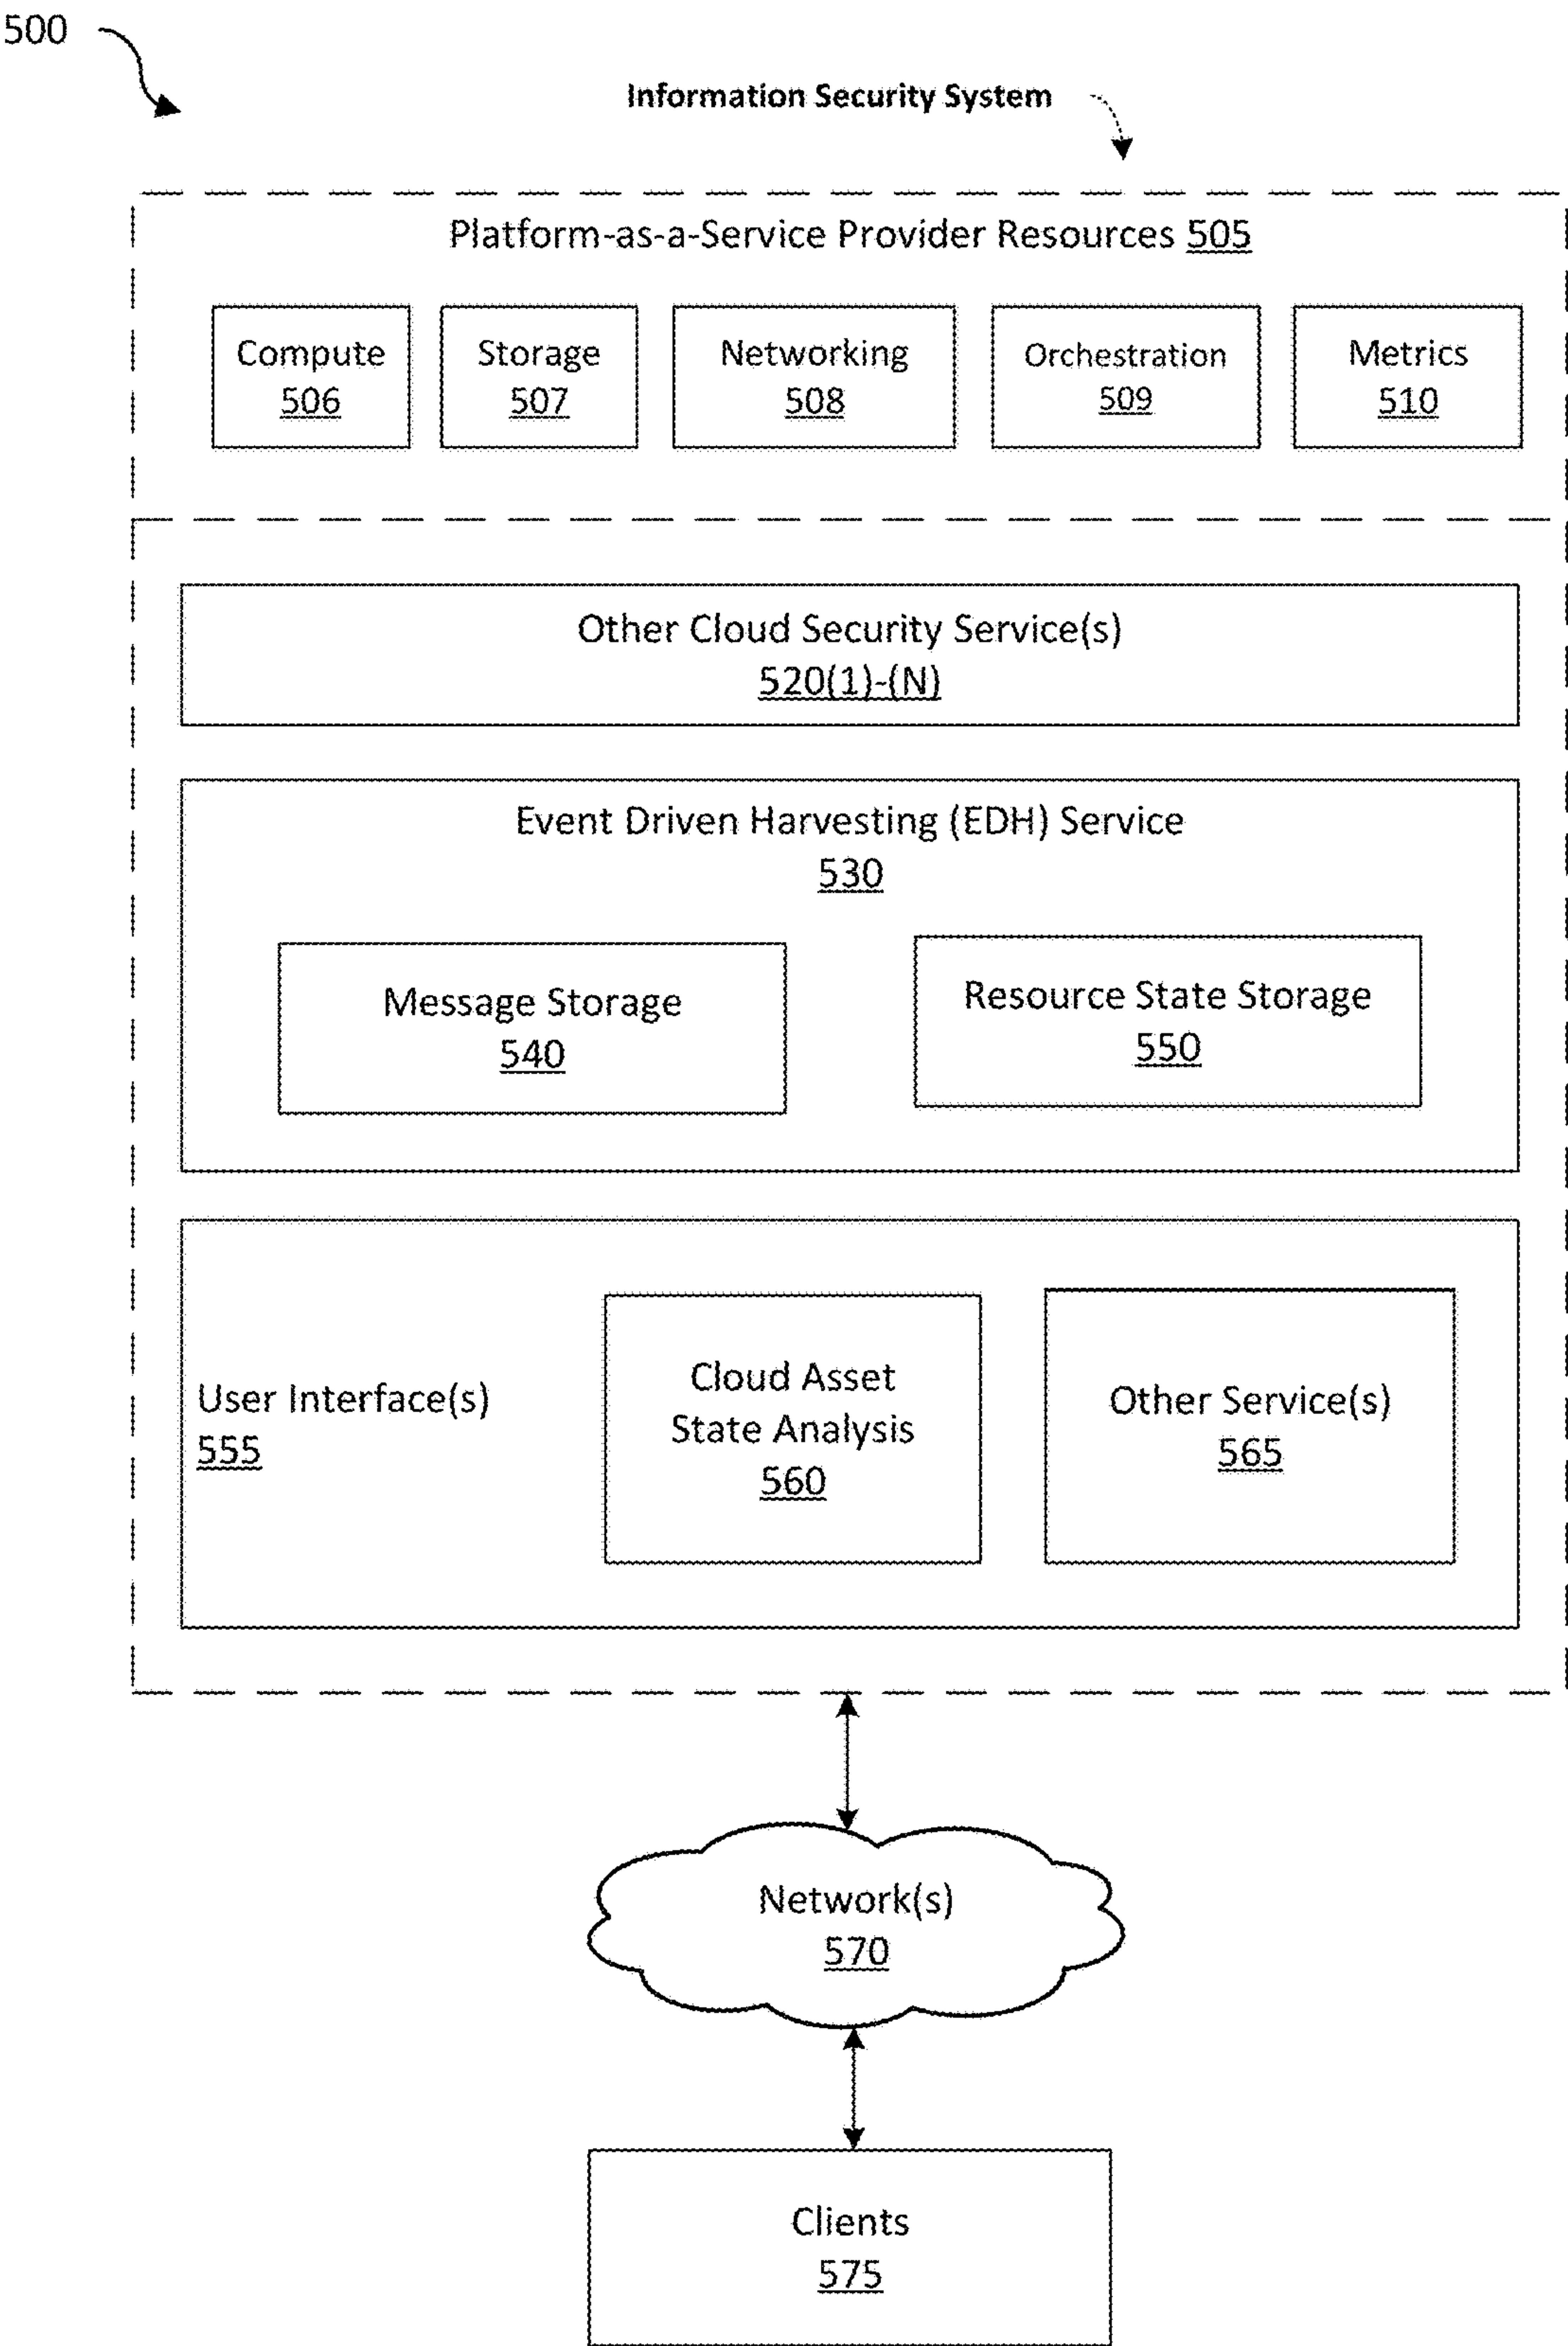 500
Information Security System
Platform-as-a-Service Provider Resources 505
Compute
506
Storage
507
Networking
508
Orchestration
509
Metrics
510
Other Cloud Security Service(s)
520(1)-(N)
Event Driven Harvesting (EDH) Service
530
Message Storage
540
Resource State Storage
550
User Interface(s)
555
Cloud Asset
State Analysis
560
Other Service(s)
565
Network(s)
570
Clients
575